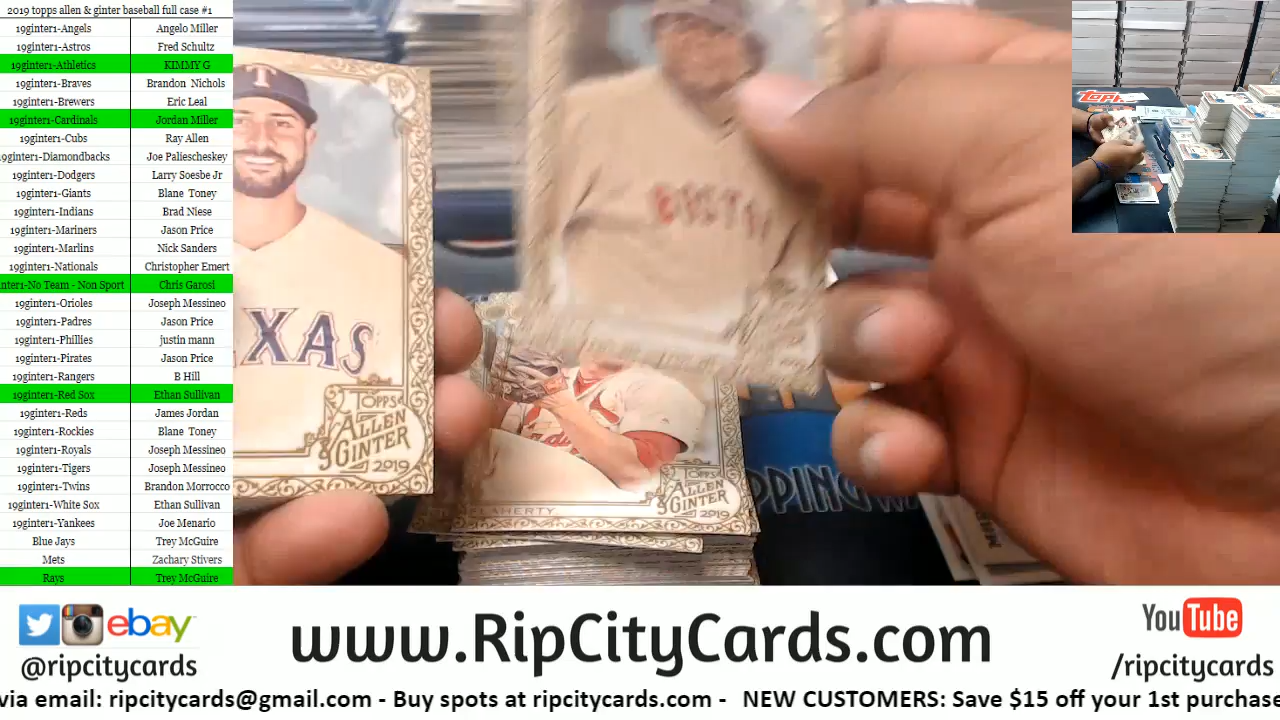 2019 topps allen & ginter baseball full case #1
19ginter1-Angels Angelo Miller
19ginter1-Astros Fred Schultz
19ginter1-Athletics KIMMY G
19ginter1-Braves Brandon Nichols
19ginter1-Brewers Eric Leal
19ginter1-Cardinals Jordan Miller
19ginter1-Cubs Ray Allen
19ginter1-Diamondbacks Joe Paliescheskey
19ginter1-Dodgers Larry Soesbe Jr
19ginter1-Giants Blane Toney
19ginter1-Indians Brad Niese
19ginter1-Mariners Jason Price
19ginter1-Marlins Nick Sanders
19ginter1-Nationals Christopher Emert
nter1-No Team - Non Sport Chris Garosi
19ginter1-Orioles Joseph Messineo
19ginter1-Padres Jason Price
19ginter1-Phillies justin mann
19ginter1-Pirates Jason Price
19ginter1-Rangers B Hill
19ginter1-Red Sox Ethan Sullivan
19ginter1-Reds James Jordan
19ginter1-Rockies Blane Toney
19ginter1-Royals Joseph Messineo
19ginter1-Tigers Joseph Messineo
19ginter1-Twins Brandon Morrocco
19ginter1-White Sox Ethan Sullivan
19ginter1-Yankees Joe Menario
Blue Jays Trey McGuire
Mets Zachary Stivers
Rays Trey McGuire
T
EXAS
TOPPS
ALLEN
GINTER
2019
FLAHERTY
TOPPS
ALLEN
GINTER
2019
PPING
Topps
ebay
@ripcitycards
www.RipCityCards.com
YouTube
/ripcitycards
via email: ripcitycards@gmail.com - Buy spots at ripcitycards.com - NEW CUSTOMERS: Save $15 off your 1st purchase